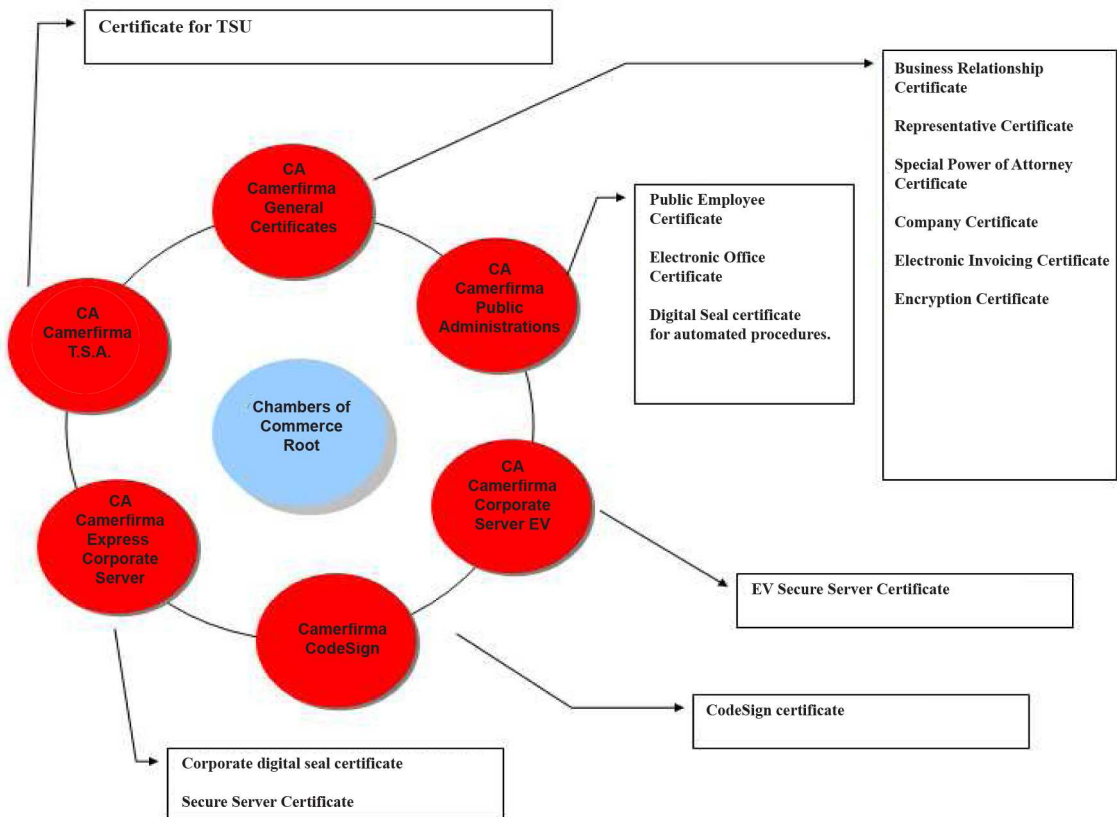 Certificate for TSU
Business Relationship
Certificate
Representative Certificate
Special Power of Attorney
Certificate
Company Certificate
Electronic Invoicing Certificate
Encryption Certificate
CA
Camerfirma
General
Certificates
Public Employee
Certificate
Electronic Office
Certificate
Digital Seal certificate
for automated procedures.
CA
Camerfirma
Public
Administrations
CA
Camerfirma
T.S.A.
Chambers of
Commerce
Root
CA
Camerfirma
Corporate
Server EV
CA
Camerfirma
Express
Corporate
Server
EV Secure Server Certificate
Camerfirma
CodeSign
CodeSign certificate
Corporate digital seal certificate
Secure Server Certificate